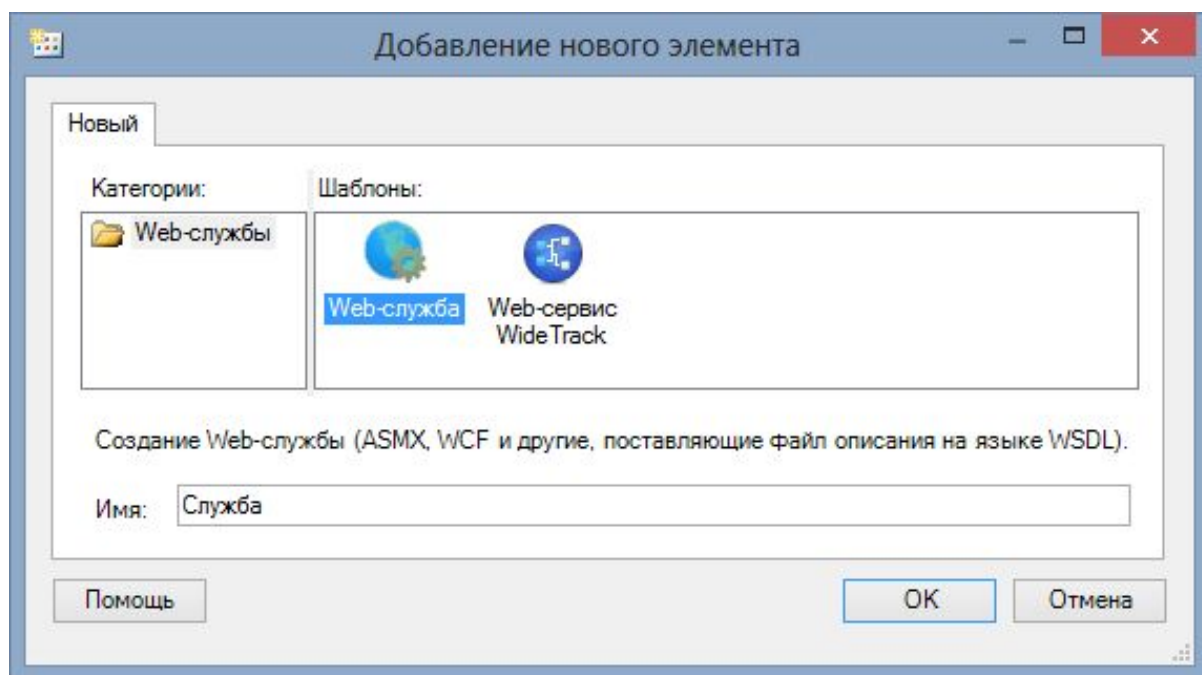 Добавление нового элемента
Новый
Категории:
Шаблоны:
Web-службы
Web-служба
Web-сервис
WideTrack
Создание Web-службы (ASMX, WCF и другие, поставляющие файл описания на языке WSDL).
Имя:
Служба
Помощь
OK
Отмена